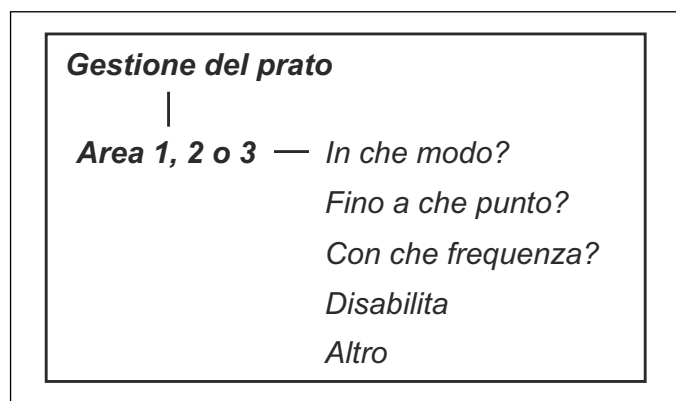 Gestione del prato
Area 1, 2 o 3 — In che modo?
Fino a che punto?
Con che frequenza?
Disabilita
Altro